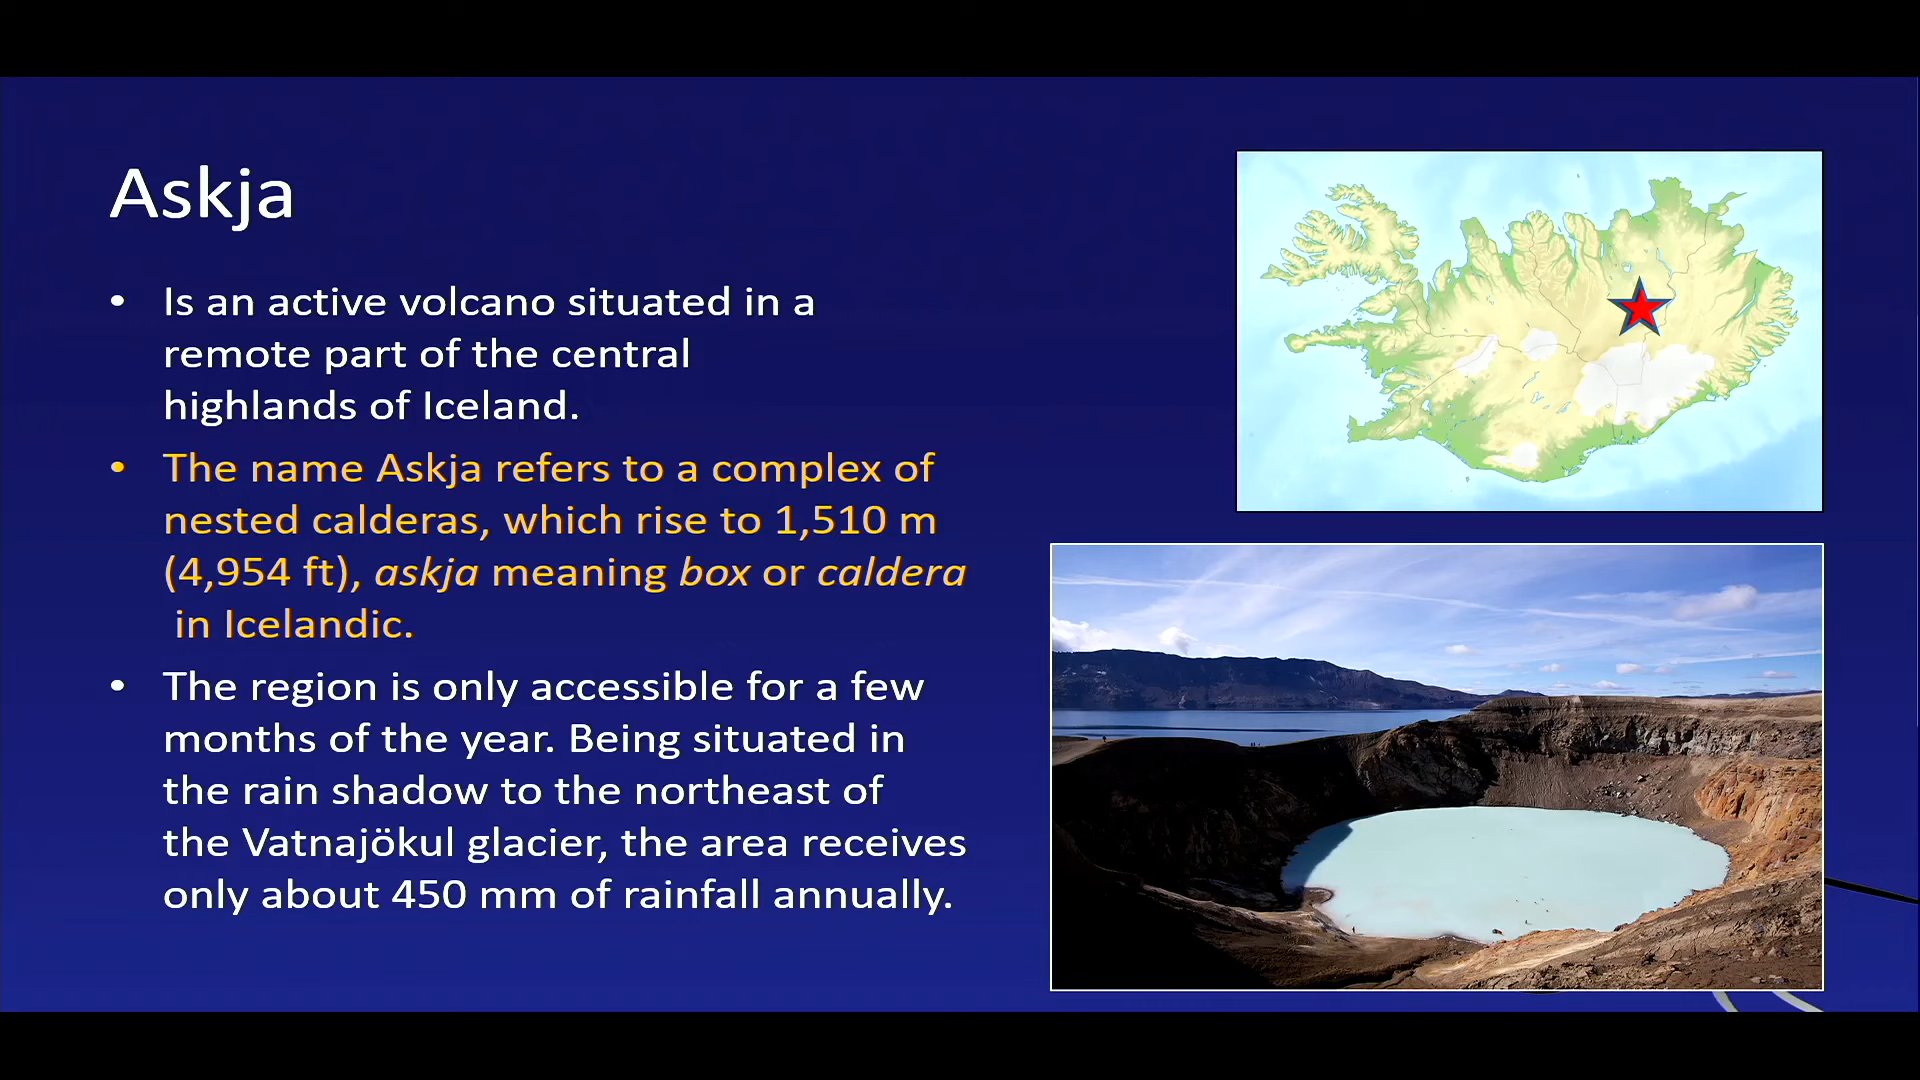 Askja
• Is an active volcano situated in a
remote part of the central
highlands of Iceland.
• The name Askja refers to a complex of
nested calderas, which rise to 1,510 m
(4,954 ft), askja meaning box or caldera
in Icelandic.
• The region is only accessible for a few
months of the year. Being situated in
the rain shadow to the northeast of
the Vatnajökul glacier, the area receives
only about 450 mm of rainfall annually.